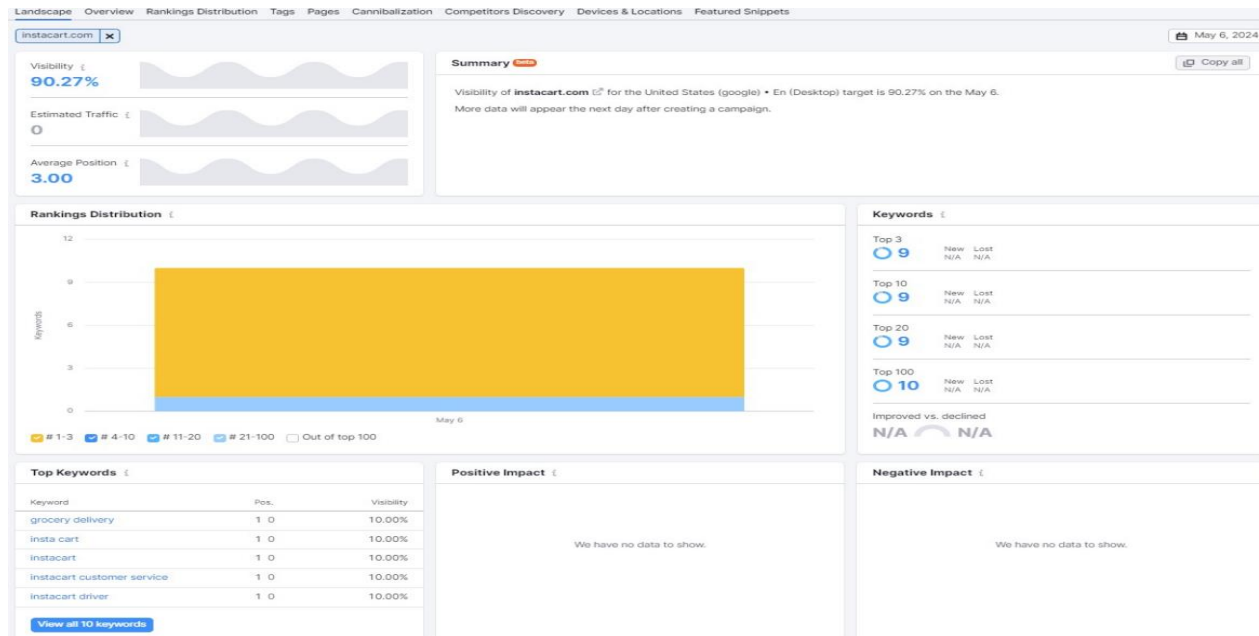 Landscape Overview Rankings Distribution Tags Pages Cannibalization Competitors Discovery Devices & Locations Featured Snippets
instacart.com x
May 6, 2024
Visibility i
90.27%
Estimated Traffic i
0
Average Position i
3.00
Summary beta
Copy all
Visibility of instacart.com for the United States (google) • En (Desktop) target is 90.27% on the May 6.
More data will appear the next day after creating a campaign.
Rankings Distribution i
12
9
6
3
0
Keywords
May 6
# 1-3 # 4-10 # 11-20 # 21-100 Out of top 100
Keywords i
Top 3
9 New Lost
N/A N/A
Top 10
9 New Lost
N/A N/A
Top 20
9 New Lost
N/A N/A
Top 100
10 New Lost
N/A N/A
Improved vs. declined
N/A N/A
Top Keywords i
Keyword Pos. Visibility
grocery delivery 1 0 10.00%
insta cart 1 0 10.00%
instacart 1 0 10.00%
instacart customer service 1 0 10.00%
instacart driver 1 0 10.00%
View all 10 keywords
Positive Impact i
We have no data to show.
Negative Impact i
We have no data to show.